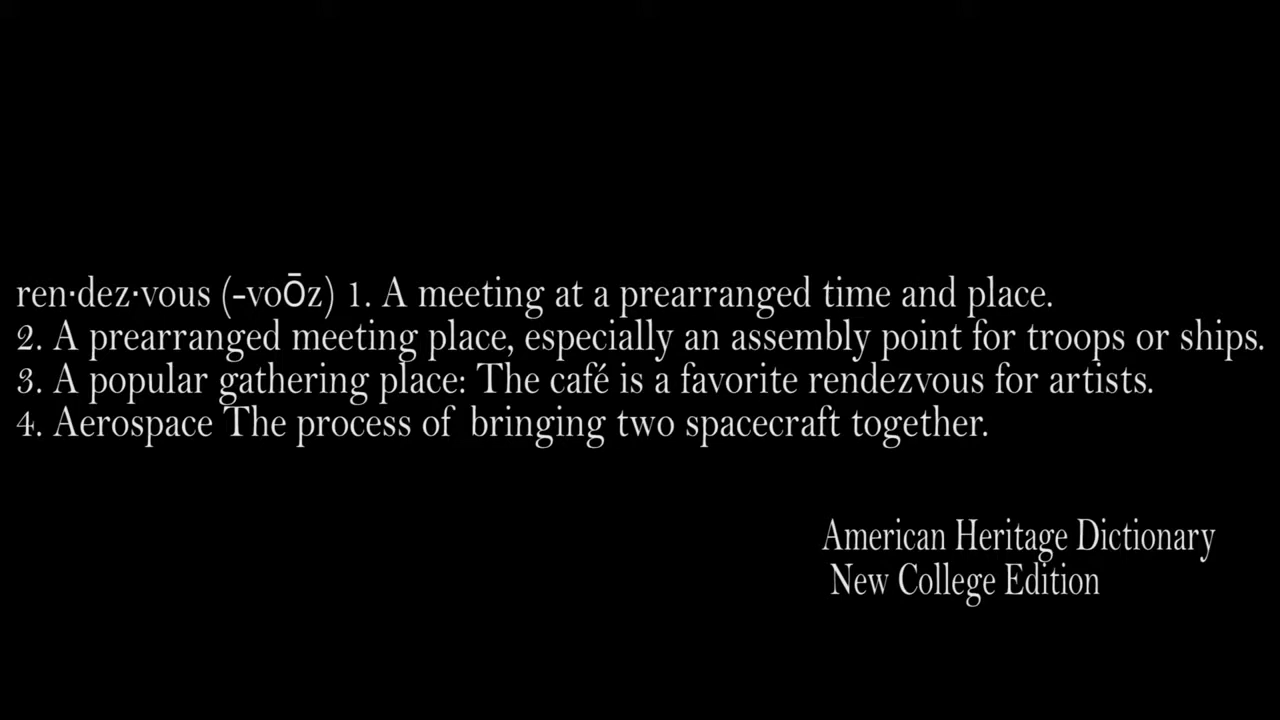 ren·dez·vous (-voŌz) 1. A meeting at a prearranged time and place.
2. A prearranged meeting place, especially an assembly point for troops or ships.
3. A popular gathering place: The café is a favorite rendezvous for artists.
4. Aerospace The process of bringing two spacecraft together.
American Heritage Dictionary
New College Edition